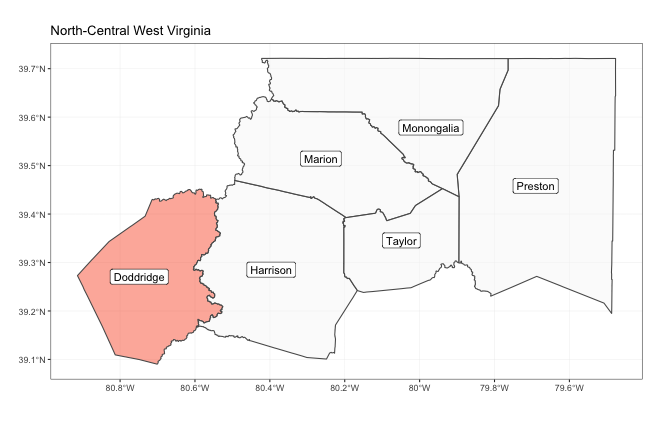 North-Central West Virginia
39.7°N
39.6°N
Monongalia
Marion
39.5°N
Preston
39.4°N
Taylor
39.3°N
Doddridge
Harrison
39.2°N
39.1°N
80.8°W 80.6°W 80.4°W 80.2°W 80°W 79.8°W 79.6°W